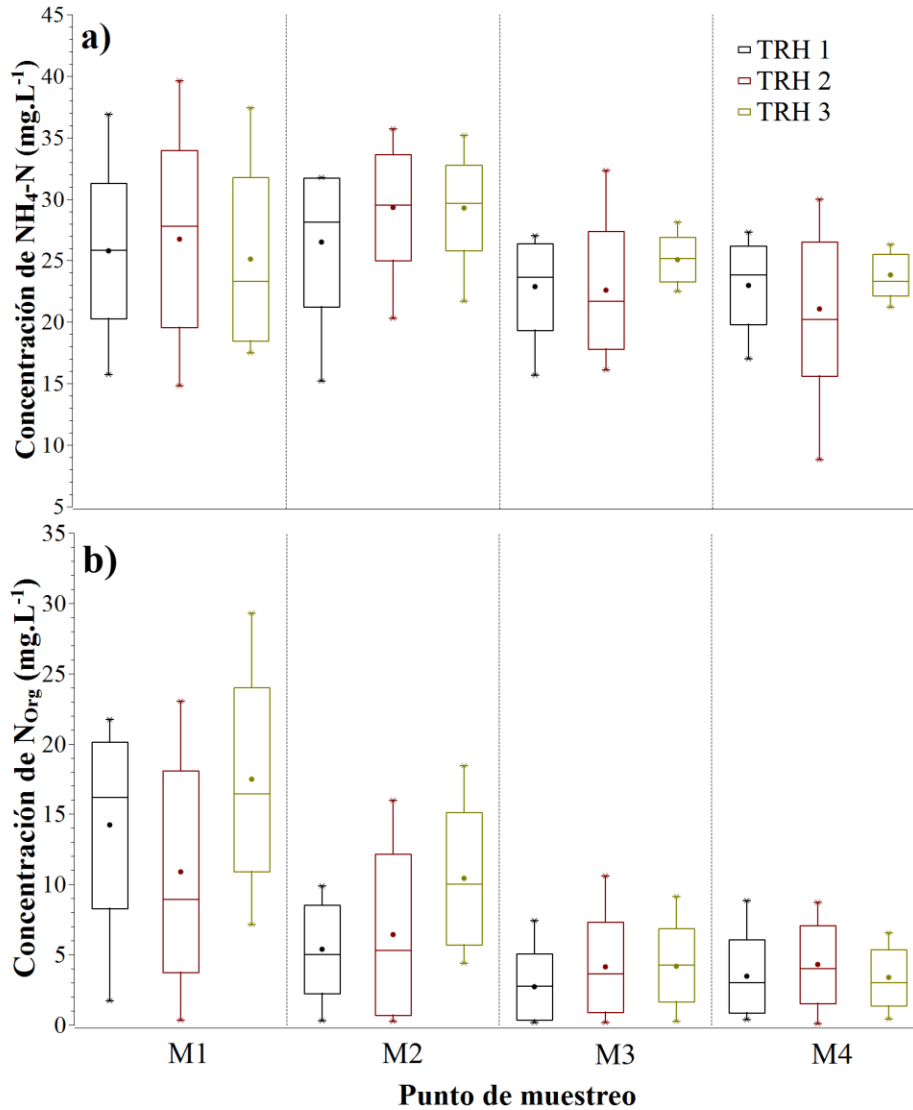 a)
TRH 1
TRH 2
TRH 3
Concentración de NH₄-N (mg.L⁻¹)
45
40
35
30
25
20
15
10
5
b)
Concentración de N_Org (mg.L⁻¹)
35
30
25
20
15
10
5
0
M1 M2 M3 M4
Punto de muestreo